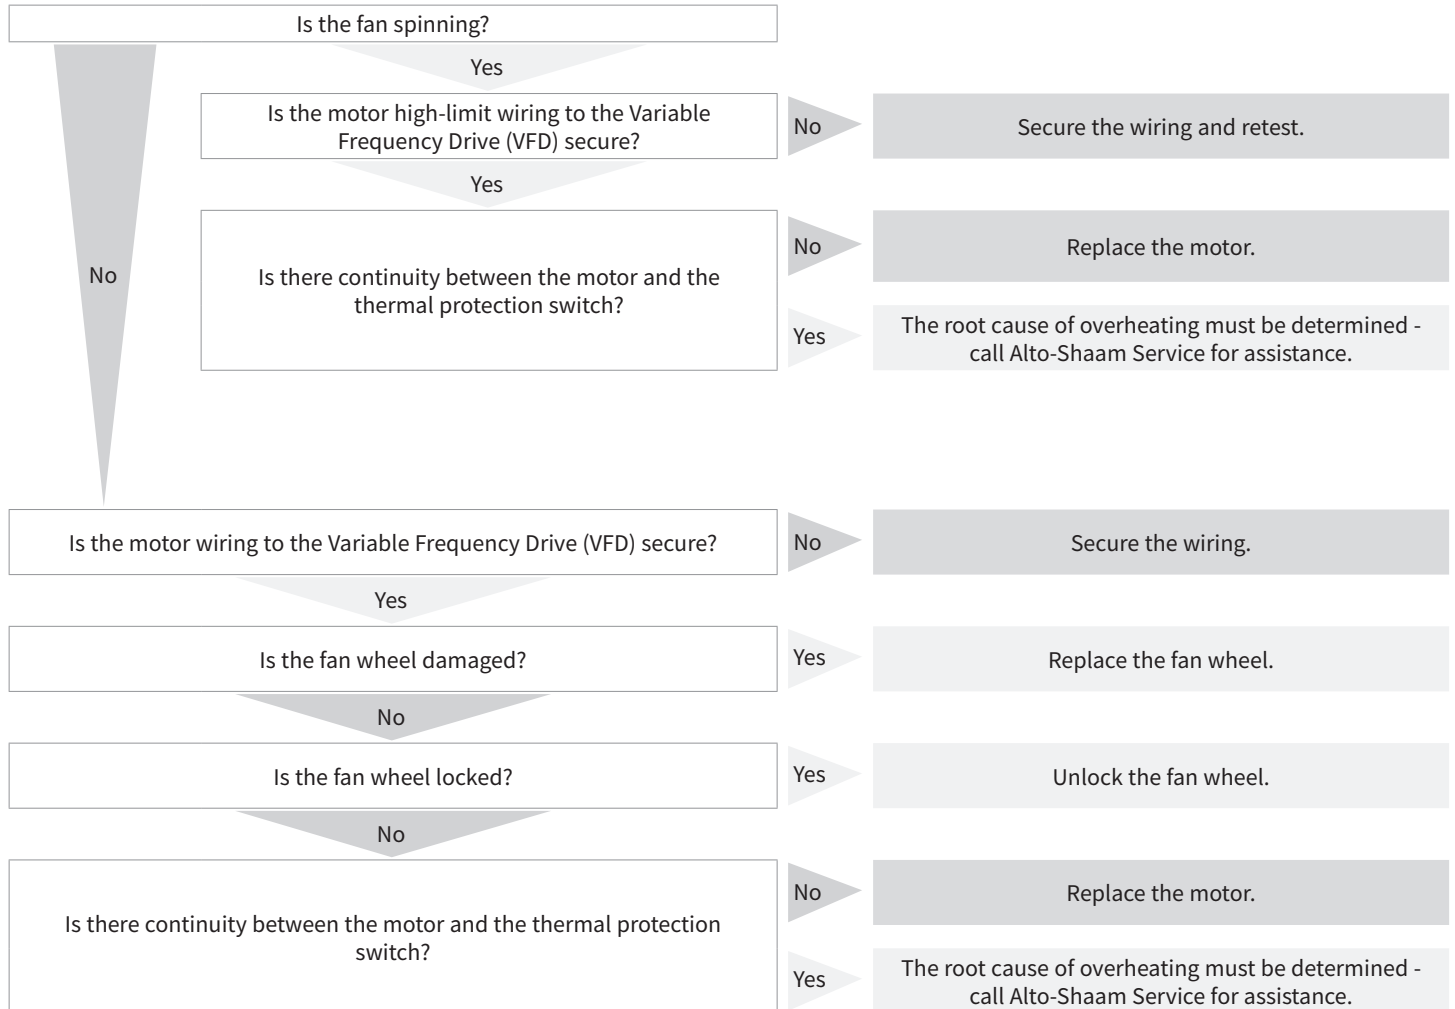 Is the fan spinning?
Yes
Is the motor high-limit wiring to the Variable
Frequency Drive (VFD) secure?
No
Secure the wiring and retest.
Yes
Is there continuity between the motor and the
thermal protection switch?
No
Replace the motor.
Yes
The root cause of overheating must be determined -
call Alto-Shaam Service for assistance.
No
Is the motor wiring to the Variable Frequency Drive (VFD) secure?
No
Secure the wiring.
Yes
Is the fan wheel damaged?
Yes
Replace the fan wheel.
No
Is the fan wheel locked?
Yes
Unlock the fan wheel.
No
Is there continuity between the motor and the thermal protection
switch?
No
Replace the motor.
Yes
The root cause of overheating must be determined -
call Alto-Shaam Service for assistance.